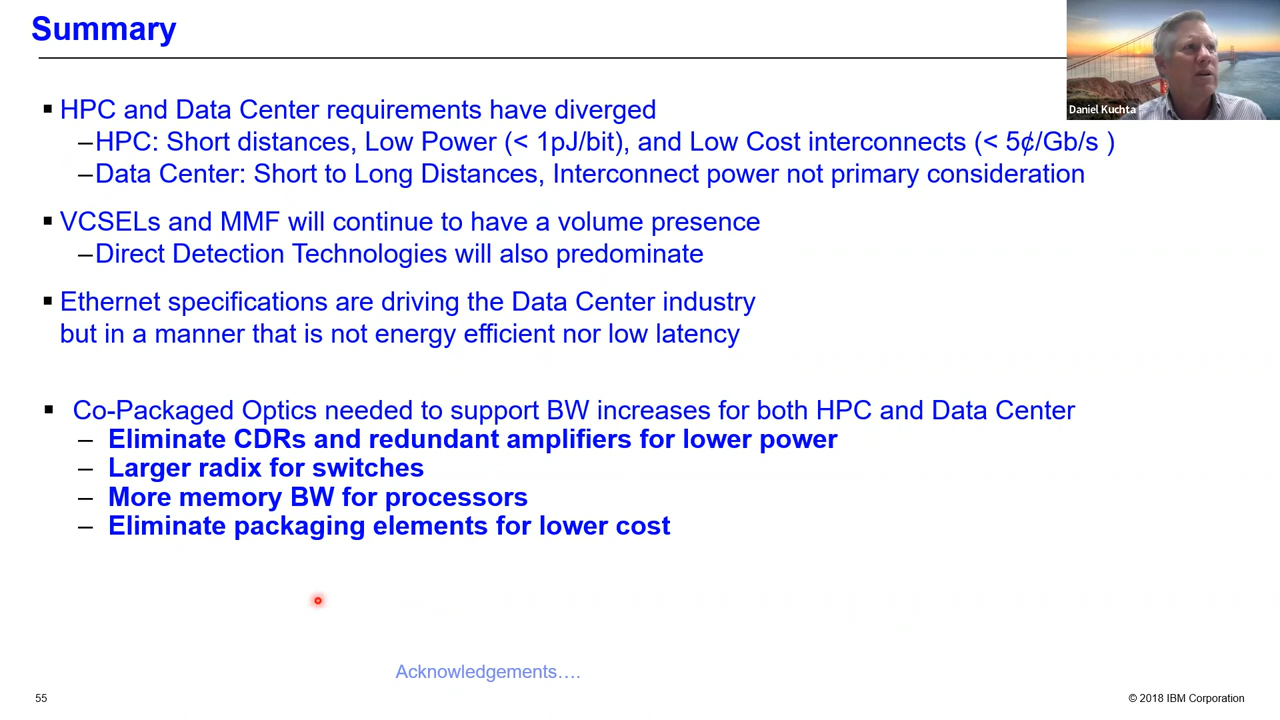 Summary
Daniel Kuchta
▪ HPC and Data Center requirements have diverged
–HPC: Short distances, Low Power (< 1pJ/bit), and Low Cost interconnects (< 5¢/Gb/s )
–Data Center: Short to Long Distances, Interconnect power not primary consideration
▪ VCSELs and MMF will continue to have a volume presence
–Direct Detection Technologies will also predominate
▪ Ethernet specifications are driving the Data Center industry
but in a manner that is not energy efficient nor low latency
▪ Co-Packaged Optics needed to support BW increases for both HPC and Data Center
– Eliminate CDRs and redundant amplifiers for lower power
– Larger radix for switches
– More memory BW for processors
– Eliminate packaging elements for lower cost
Acknowledgements….
55
© 2018 IBM Corporation